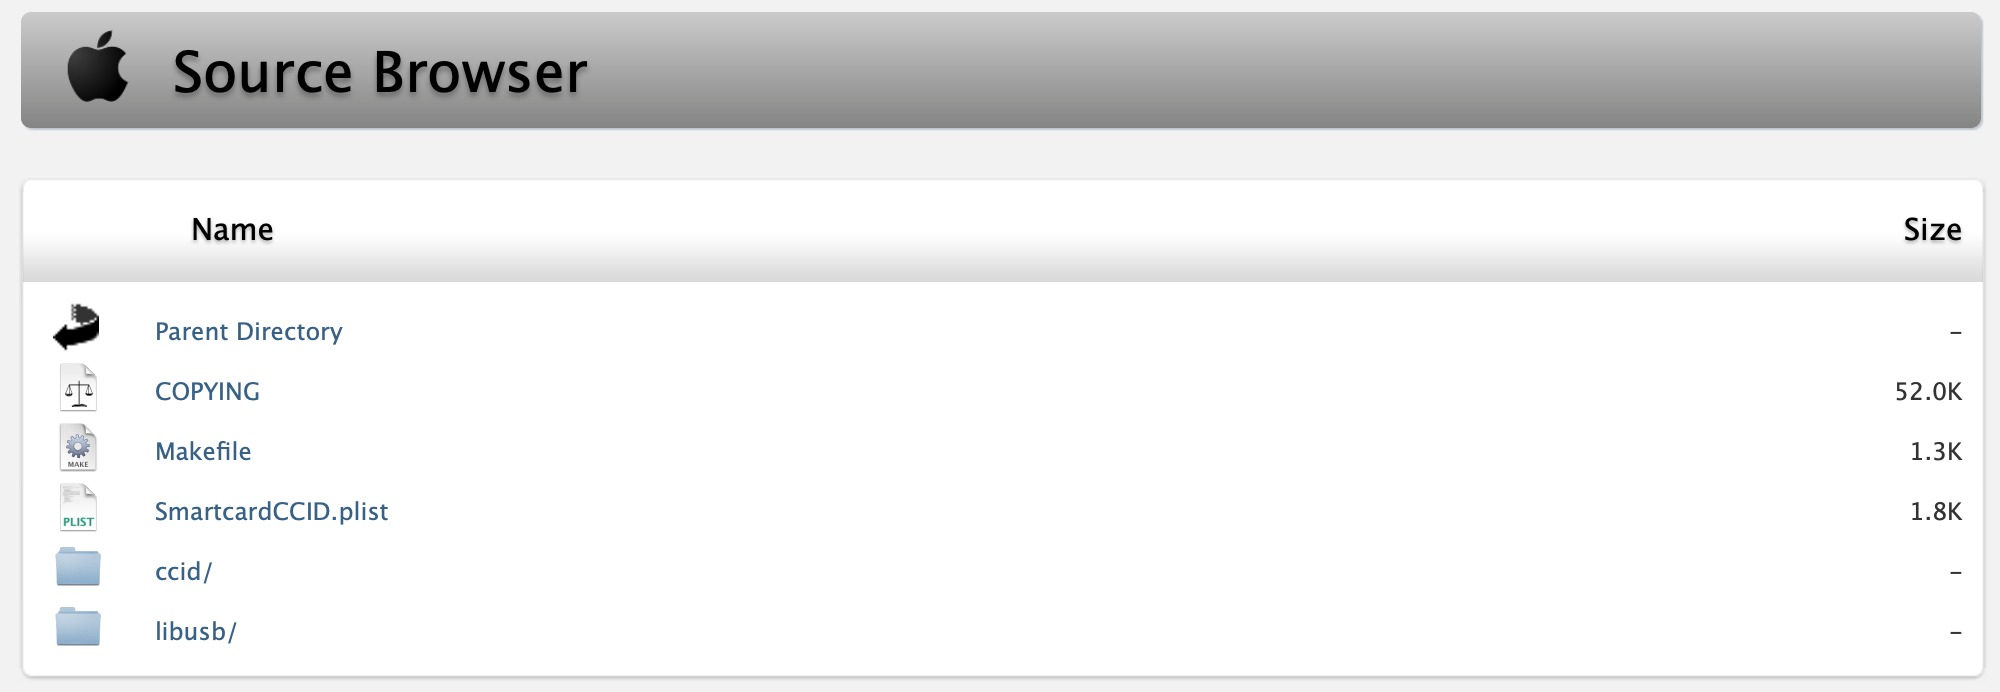 Source Browser
Name Size
Parent Directory -
COPYING 52.0K
MAKE
Makefile 1.3K
PLIST
SmartcardCCID.plist 1.8K
ccid/ -
libusb/ -